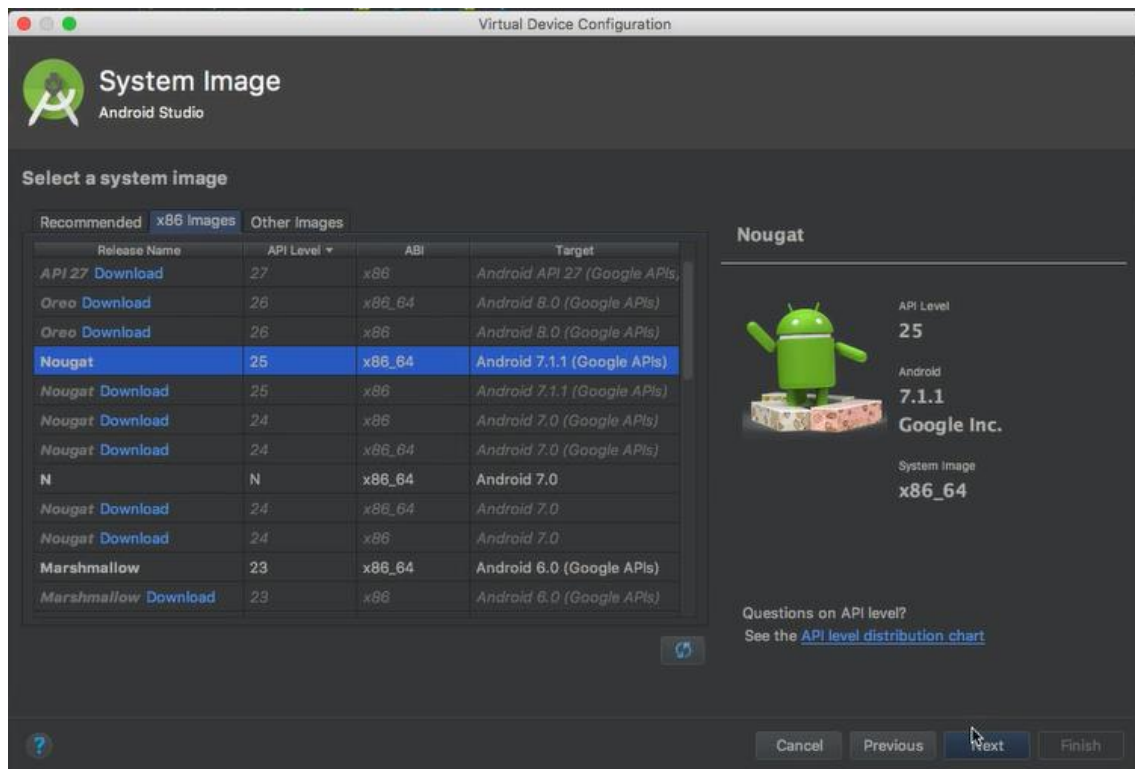 Virtual Device Configuration
System Image
Android Studio
Select a system image
Recommended x86 Images Other Images
Release Name API Level ABI Target
API 27 Download 27 x86 Android API 27 (Google APIs,
Oreo Download 26 x86_64 Android 8.0 (Google APIs)
Oreo Download 26 x86 Android 8.0 (Google APIs)
Nougat 25 x86_64 Android 7.1.1 (Google APIs)
Nougat Download 25 x86 Android 7.1.1 (Google APIs)
Nougat Download 24 x86 Android 7.0 (Google APIs)
Nougat Download 24 x86_64 Android 7.0 (Google APIs)
N N x86_64 Android 7.0
Nougat Download 24 x86_64 Android 7.0
Nougat Download 24 x86 Android 7.0
Marshmallow 23 x86_64 Android 6.0 (Google APIs)
Marshmallow Download 23 x86 Android 6.0 (Google APIs)
Nougat
API Level
25
Android
7.1.1
Google Inc.
System Image
x86_64
Questions on API level?
See the API level distribution chart
? Cancel Previous Next Finish